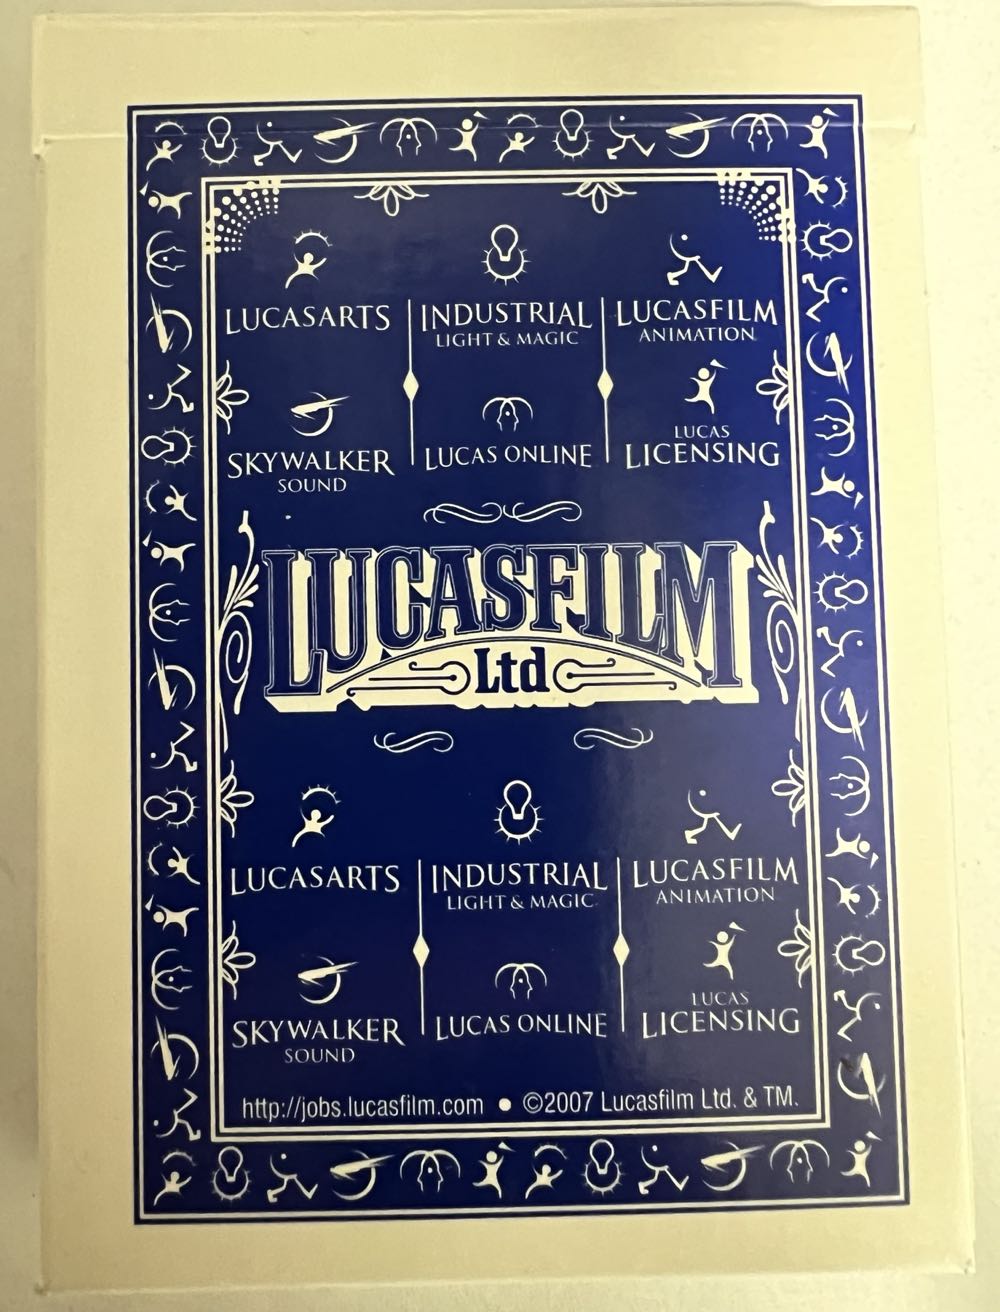 LUCASARTS
INDUSTRIAL
LIGHT & MAGIC
LUCASFILM
ANIMATION
SKYWALKER
SOUND
LUCAS ONLINE
LUCAS
LICENSING
LUCASFILM
Ltd
LUCASARTS
INDUSTRIAL
LIGHT & MAGIC
LUCASFILM
ANIMATION
SKYWALKER
SOUND
LUCAS ONLINE
LUCAS
LICENSING
http://jobs.lucasfilm.com • ©2007 Lucasfilm Ltd. & TM.